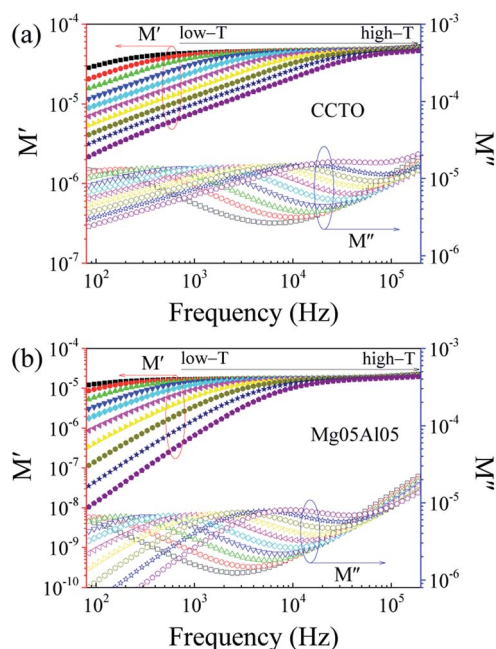 (a)
10⁻⁴
10⁻³
M′
low−T
high−T
10⁻⁵
10⁻⁴
CCTO
M′
M″
10⁻⁶
10⁻⁵
M″
10⁻⁷
10⁻⁶
10²
10³
10⁴
10⁵
Frequency (Hz)
(b)
10⁻⁴
10⁻³
M′
low−T
high−T
10⁻⁵
10⁻⁶
10⁻⁴
Mg05Al05
M′
M″
10⁻⁷
10⁻⁸
10⁻⁵
10⁻⁹
M″
10⁻¹⁰
10⁻⁶
10²
10³
10⁴
10⁵
Frequency (Hz)